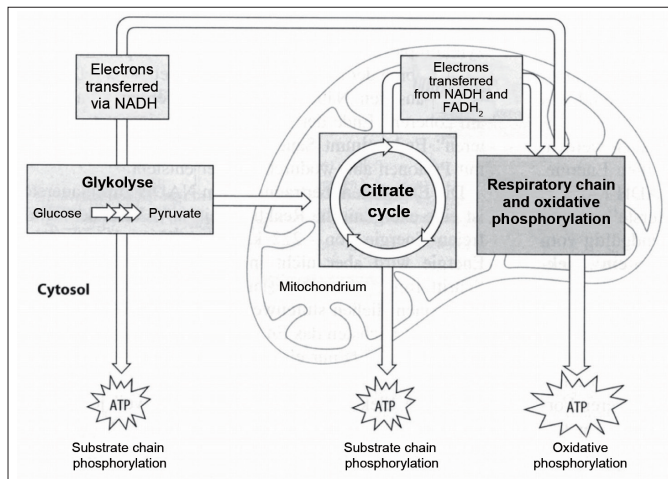 Electrons
transferred
via NADH
Electrons
transferred
from NADH and
FADH₂
Glykolyse
Glucose Pyruvate
Citrate
cycle
Respiratory chain
and oxidative
phosphorylation
Cytosol
Mitochondrium
ATP
ATP
ATP
Substrate chain
phosphorylation
Substrate chain
phosphorylation
Oxidative
phosphorylation